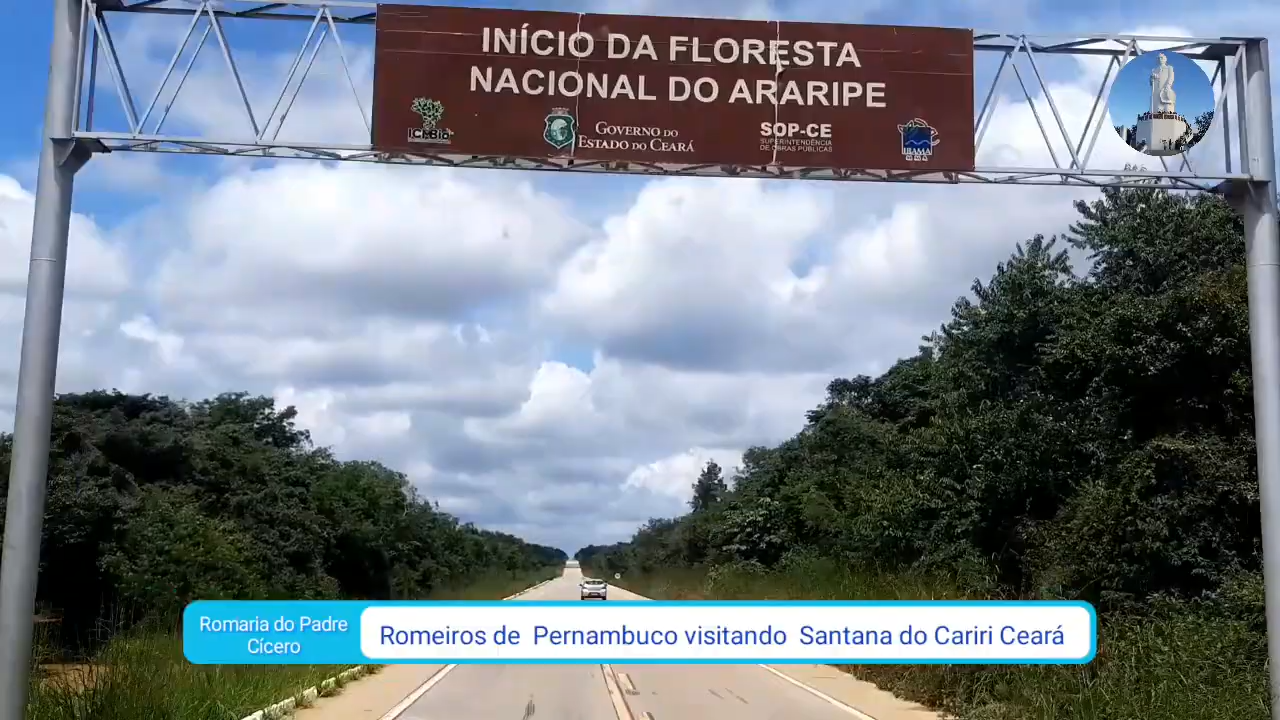 INÍCIO DA FLORESTA
NACIONAL DO ARARIPE
ICMBio
GOVERNO DO
ESTADO DO CEARÁ
SOP-CE
SUPERINTENDÊNCIA
DE OBRAS PÚBLICAS
IBAMA
M M A
Romaria do Padre
Cícero
Romeiros de Pernambuco visitando Santana do Cariri Ceará